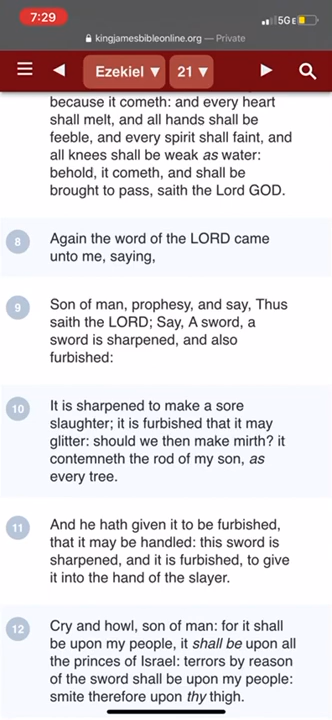 7:29
5GE
kingjamesbibleonline.org — Private
Ezekiel ▼ 21 ▼
because it cometh: and every heart
shall melt, and all hands shall be
feeble, and every spirit shall faint, and
all knees shall be weak as water:
behold, it cometh, and shall be
brought to pass, saith the Lord GOD.
8
Again the word of the LORD came
unto me, saying,
9
Son of man, prophesy, and say, Thus
saith the LORD; Say, A sword, a
sword is sharpened, and also
furbished:
10
It is sharpened to make a sore
slaughter; it is furbished that it may
glitter: should we then make mirth? it
contemneth the rod of my son, as
every tree.
11
And he hath given it to be furbished,
that it may be handled: this sword is
sharpened, and it is furbished, to give
it into the hand of the slayer.
12
Cry and howl, son of man: for it shall
be upon my people, it shall be upon all
the princes of Israel: terrors by reason
of the sword shall be upon my people:
smite therefore upon thy thigh.